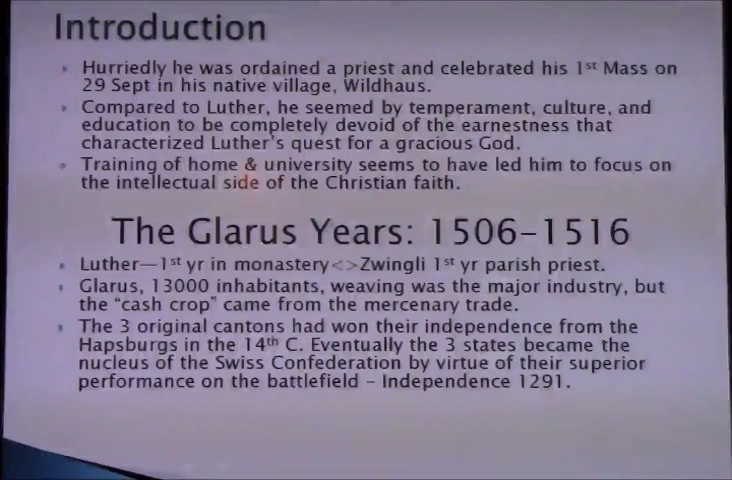 Introduction
Hurriedly he was ordained a priest and celebrated his 1st Mass on
29 Sept in his native village, Wildhaus.
Compared to Luther, he seemed by temperament, culture, and
education to be completely devoid of the earnestness that
characterized Luther's quest for a gracious God.
Training of home & university seems to have led him to focus on
the intellectual side of the Christian faith.
The Glarus Years: 1506-1516
Luther—1st yr in monastery<>Zwingli 1st yr parish priest.
Glarus, 13000 inhabitants, weaving was the major industry, but
the "cash crop" came from the mercenary trade.
The 3 original cantons had won their independence from the
Hapsburgs in the 14th C. Eventually the 3 states became the
nucleus of the Swiss Confederation by virtue of their superior
performance on the battlefield – Independence 1291.